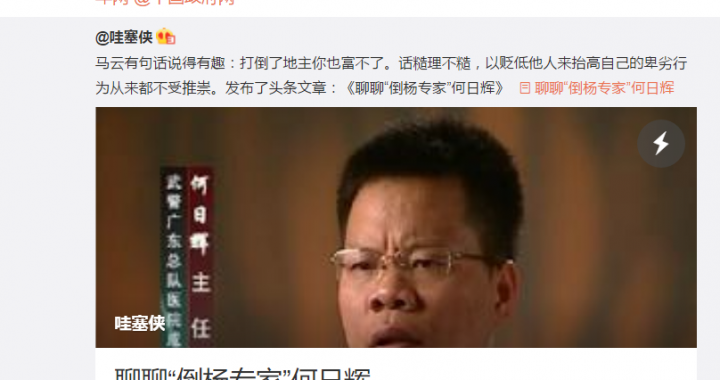 @哇塞侠
马云有句话说得有趣：打倒了地主你也富不了。话糙理不糙，以贬低他人来抬高自己的卑劣行
为从来都不受推崇。发布了头条文章：《聊聊“倒杨专家”何日辉》 聊聊“倒杨专家”何日辉
何日辉 主任
武警广东总队医院
哇塞侠
聊聊“倒杨专家”何日辉